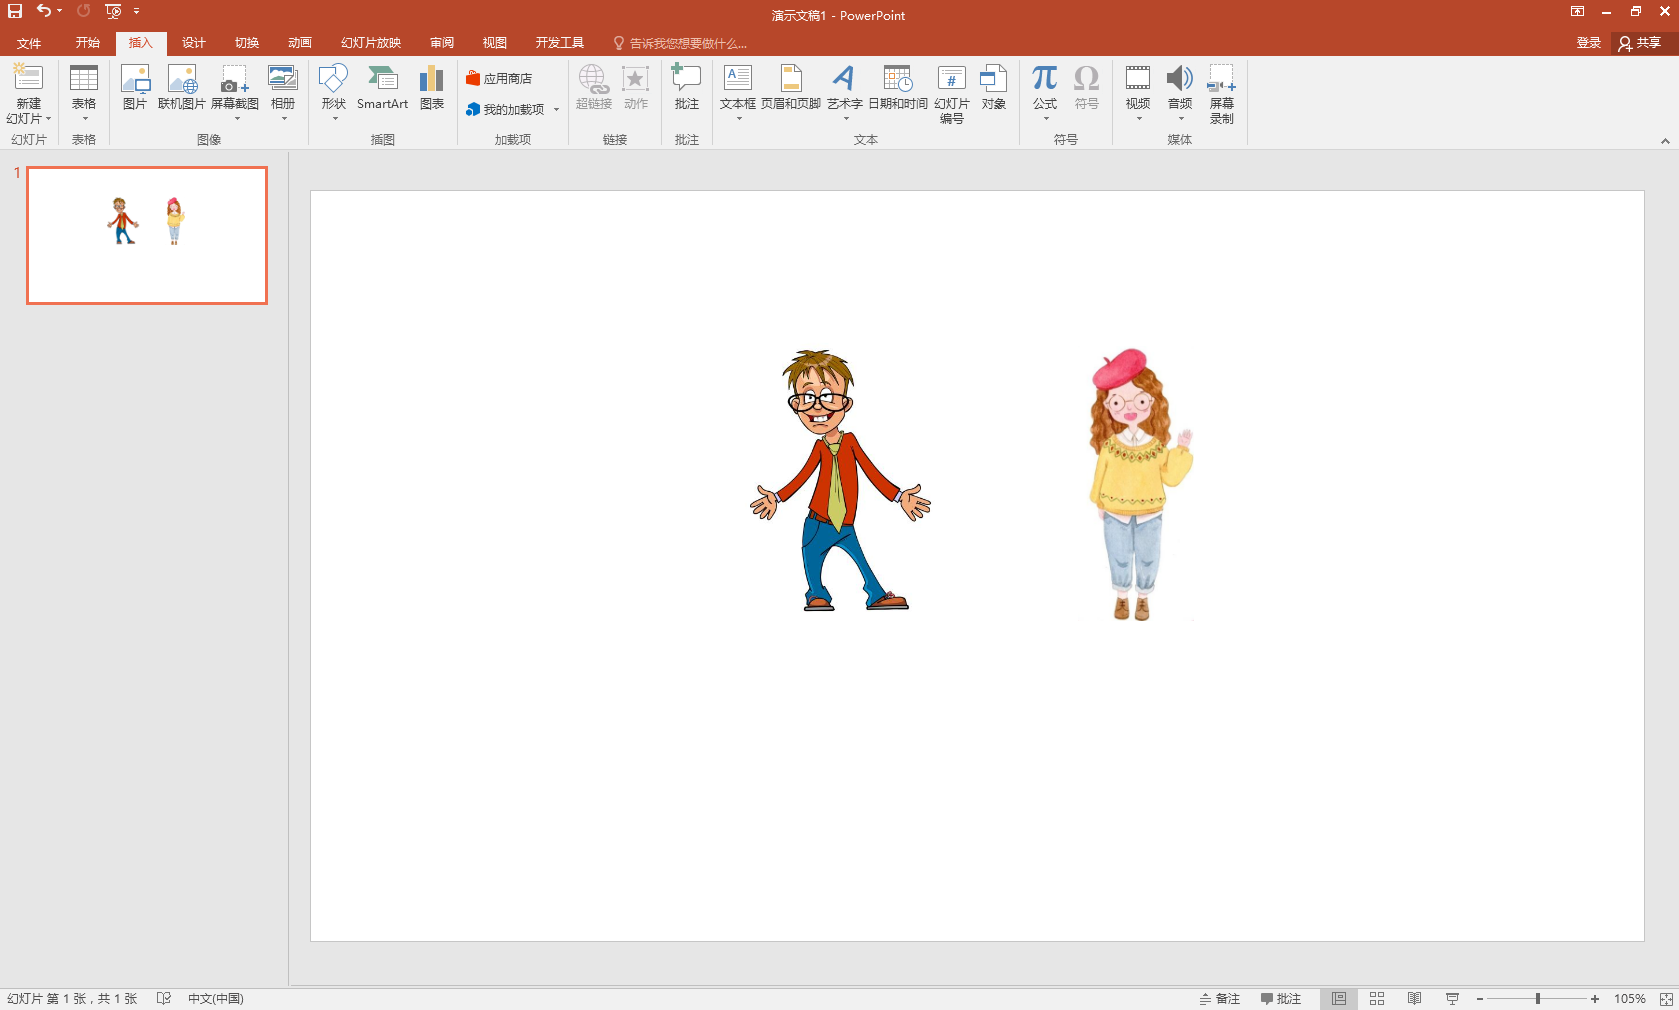 演示文稿1 - PowerPoint
文件 开始 插入 设计 切换 动画 幻灯片放映 审阅 视图 开发工具 告诉我您想要做什么... 登录 共享
新建
幻灯片
表格
图片 联机图片 屏幕截图 相册
形状 SmartArt 图表
应用商店
我的加载项
超链接 动作
批注
文本框 页眉和页脚 艺术字 日期和时间 幻灯片
编号
对象
公式 符号
视频 音频 屏幕
录制
幻灯片 表格 图像 插图 加载项 链接 批注 文本 符号 媒体
1
幻灯片 第 1 张，共 1 张 中文(中国) 备注 批注 105%